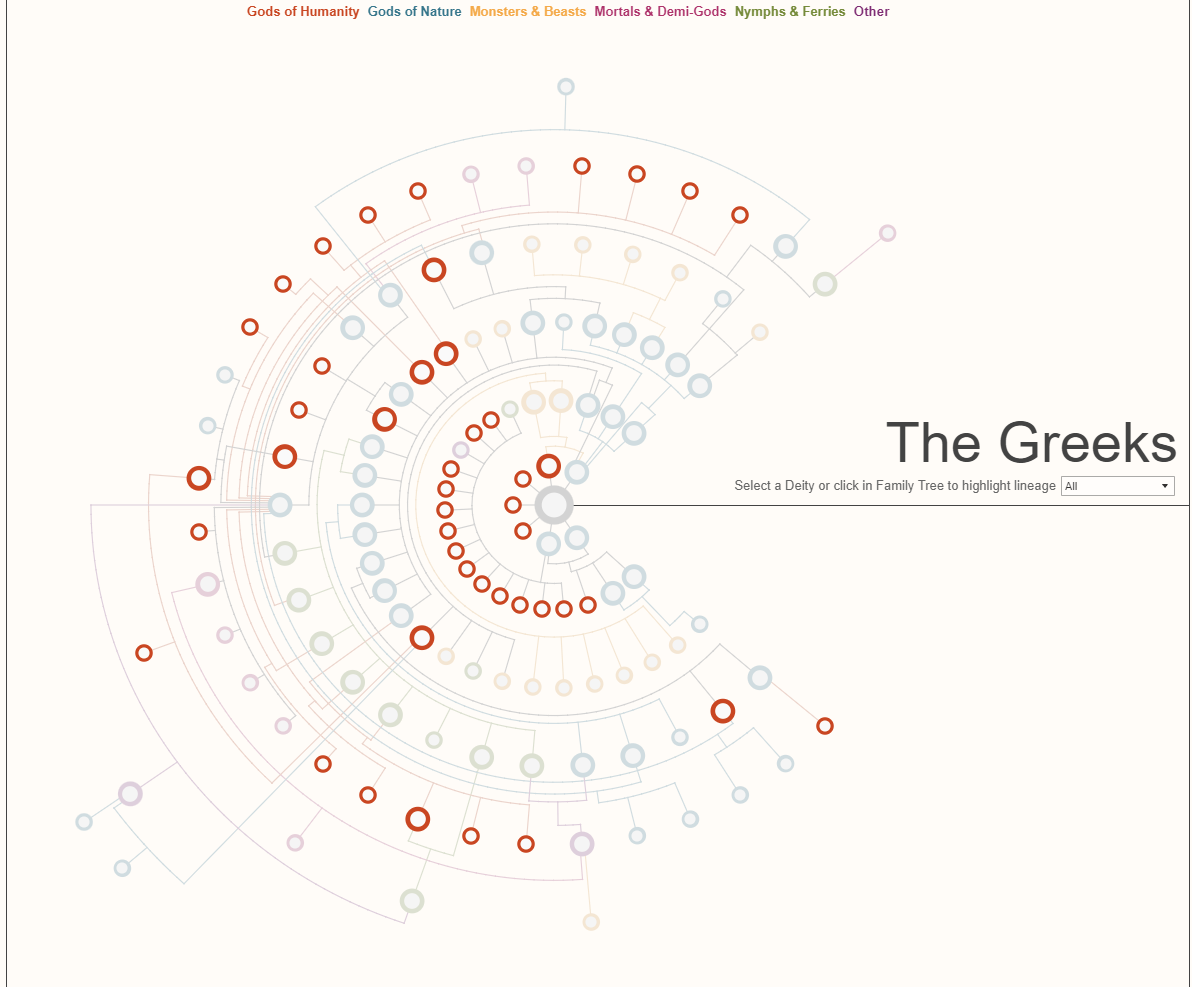 Gods of Humanity Gods of Nature Monsters & Beasts Mortals & Demi-Gods Nymphs & Ferries Other
The Greeks
Select a Deity or click in Family Tree to highlight lineage All